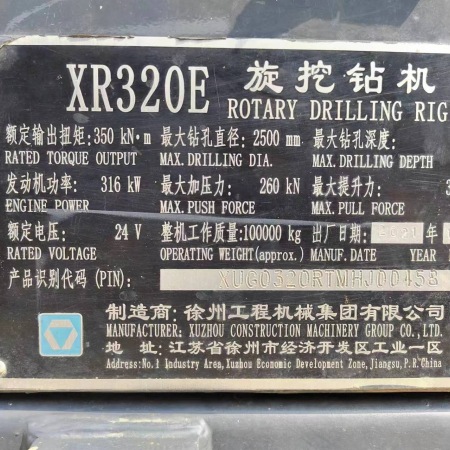 XR320E 旋挖钻机
ROTARY DRILLING RIG
额定输出扭矩:350 kN·m 最大钻孔直径: 2500 mm 最大钻孔深度:
RATED TORQUE OUTPUT MAX. DRILLING DIA. MAX. DRILLING DEPTH
发动机功率: 316 kW 最大加压力: 260 kN 最大提升力:
ENGINE POWER MAX. PUSH FORCE MAX. PULL FORCE
额定电压: 24 V 整机工作质量:100000 kg 出厂日期: 年
RATED VOLTAGE OPERATING WEIGHT(approx.) MANUF. DATE YEAR
产品识别代码 (PIN):
制造商: 徐州工程机械集团有限公司
MANUFACTURER: XUZHOU CONSTRUCTION MACHINERY GROUP CO., LTD.
地 址: 江苏省徐州市经济开发区工业一区
Address:No.1 Industry Area, Xuzhou Economic Development Zone, Jiangsu, P.R.China